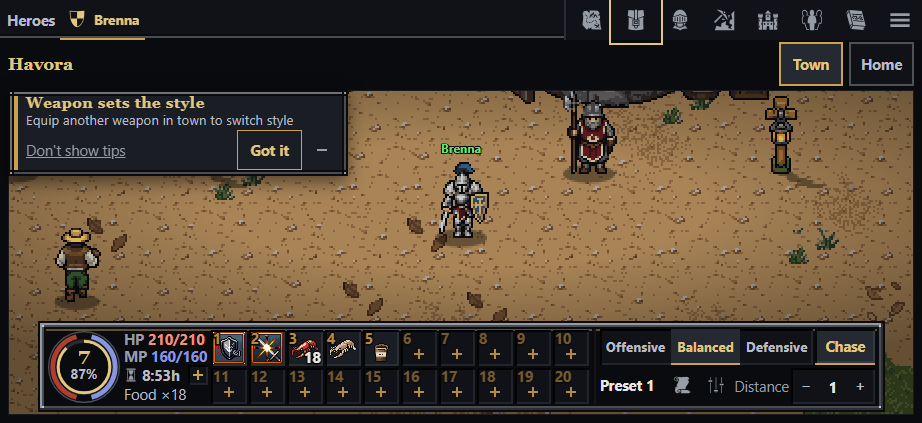 Heroes Brenna
Havora Town Home
Weapon sets the style
Equip another weapon in town to switch style
Don't show tips Got it −
Brenna
7
87%
HP 210/210
MP 160/160
8:53h +
Food ×18
1 2 3 18 4 5 6 + 7 + 8 + 9 + 10 +
11 + 12 + 13 + 14 + 15 + 16 + 17 + 18 + 19 + 20 +
Offensive Balanced Defensive Chase
Preset 1 Distance − 1 +